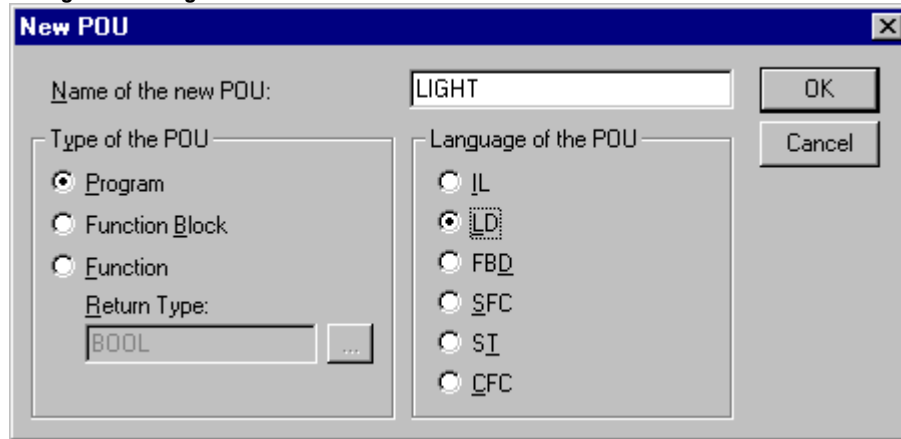 New POU
Name of the new POU:
LIGHT
OK
Cancel
Type of the POU
Program
Function Block
Function
Return Type:
BOOL
...
Language of the POU
IL
LD
FBD
SFC
ST
CFC